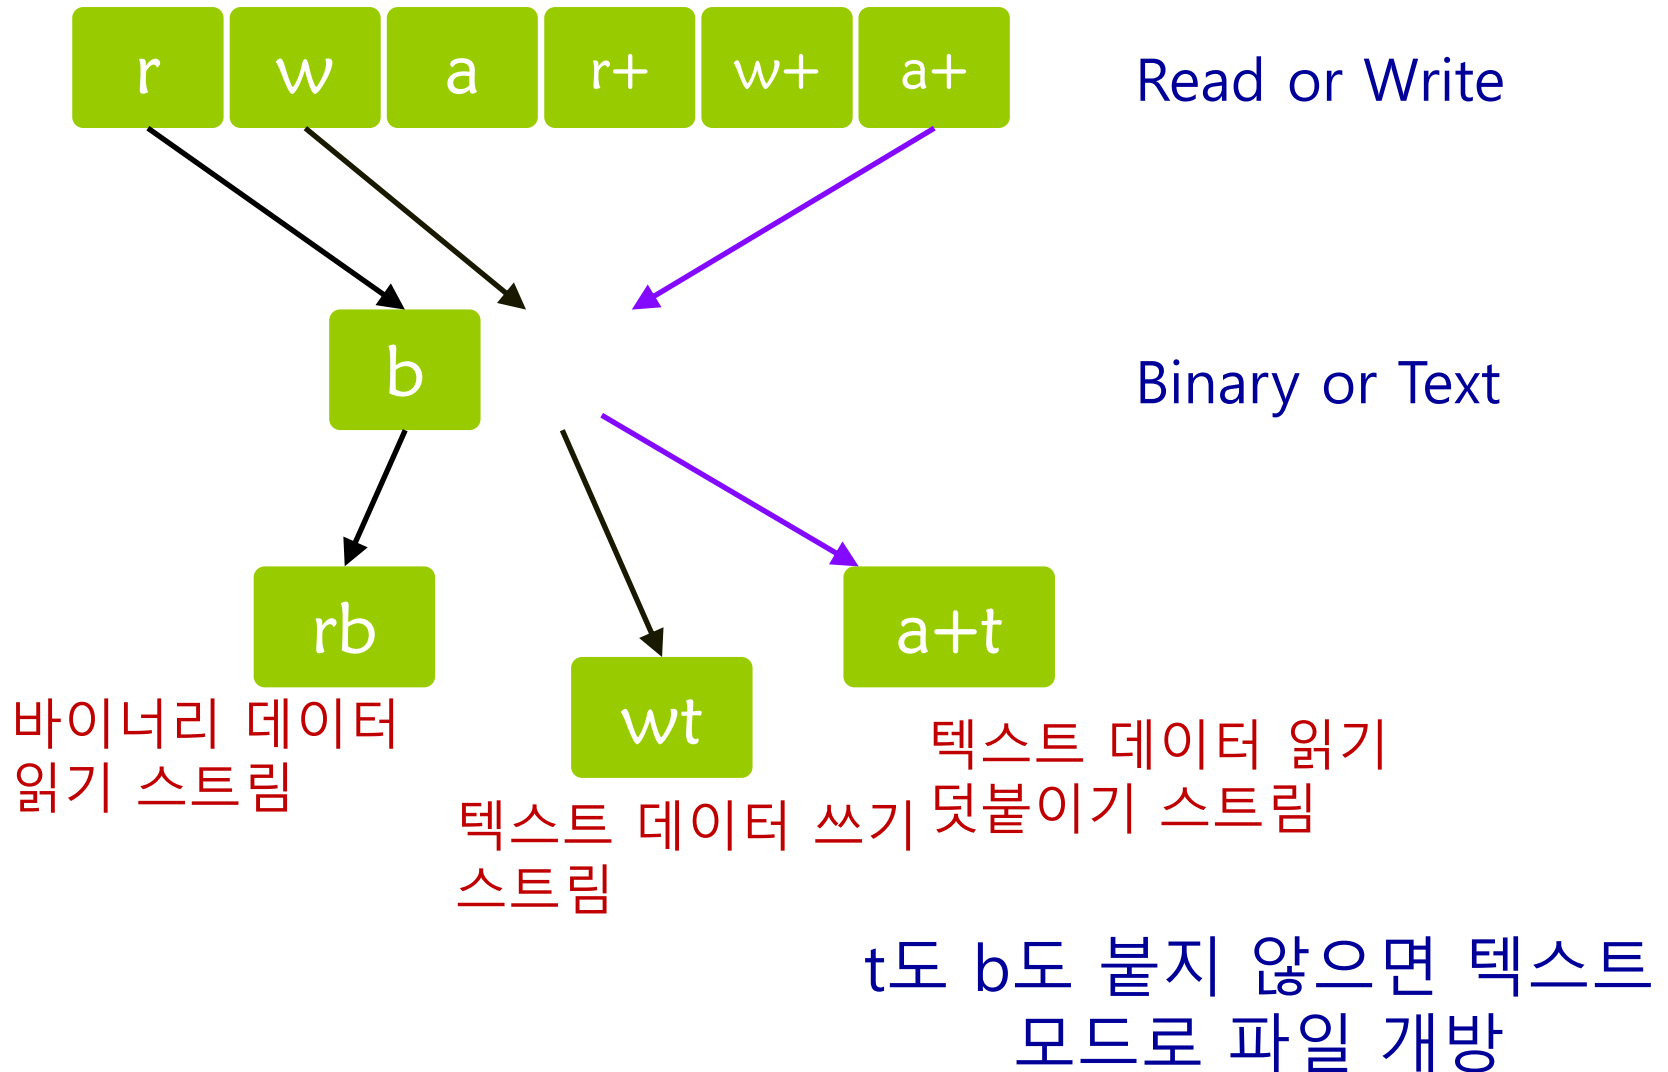 r w a r+ w+ a+ Read or Write
b Binary or Text
rb
a+t
wt
바이너리 데이터
읽기 스트림
텍스트 데이터 쓰기
스트림
텍스트 데이터 읽기
덧붙이기 스트림
t도 b도 붙지 않으면 텍스트
모드로 파일 개방